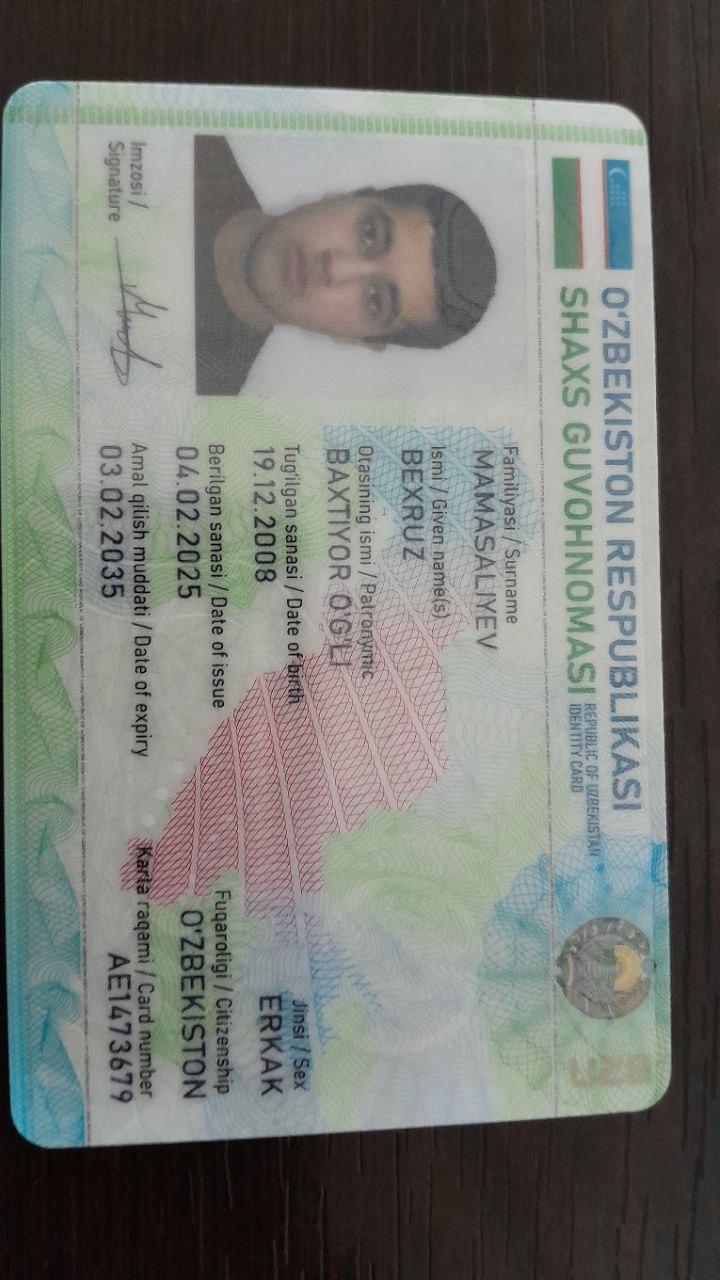 O'ZBEKISTON RESPUBLIKASI
SHAXS GUVOHNOMASI
REPUBLIC OF UZBEKISTAN
IDENTITY CARD
Familiyasi / Surname
MAMASALIYEV
Ismi / Given name(s)
BEXRUZ
Otasining ismi / Patronymic
BAXTIYOR O'G'LI
Tug'ilgan sanasi / Date of birth
19.12.2008
Jinsi / Sex
ERKAK
Berilgan sanasi / Date of issue
04.02.2025
Fuqaroligi / Citizenship
O'ZBEKISTON
Amal qilish muddati / Date of expiry
03.02.2035
Karta raqami / Card number
AE1473679
Imzosi /
Signature